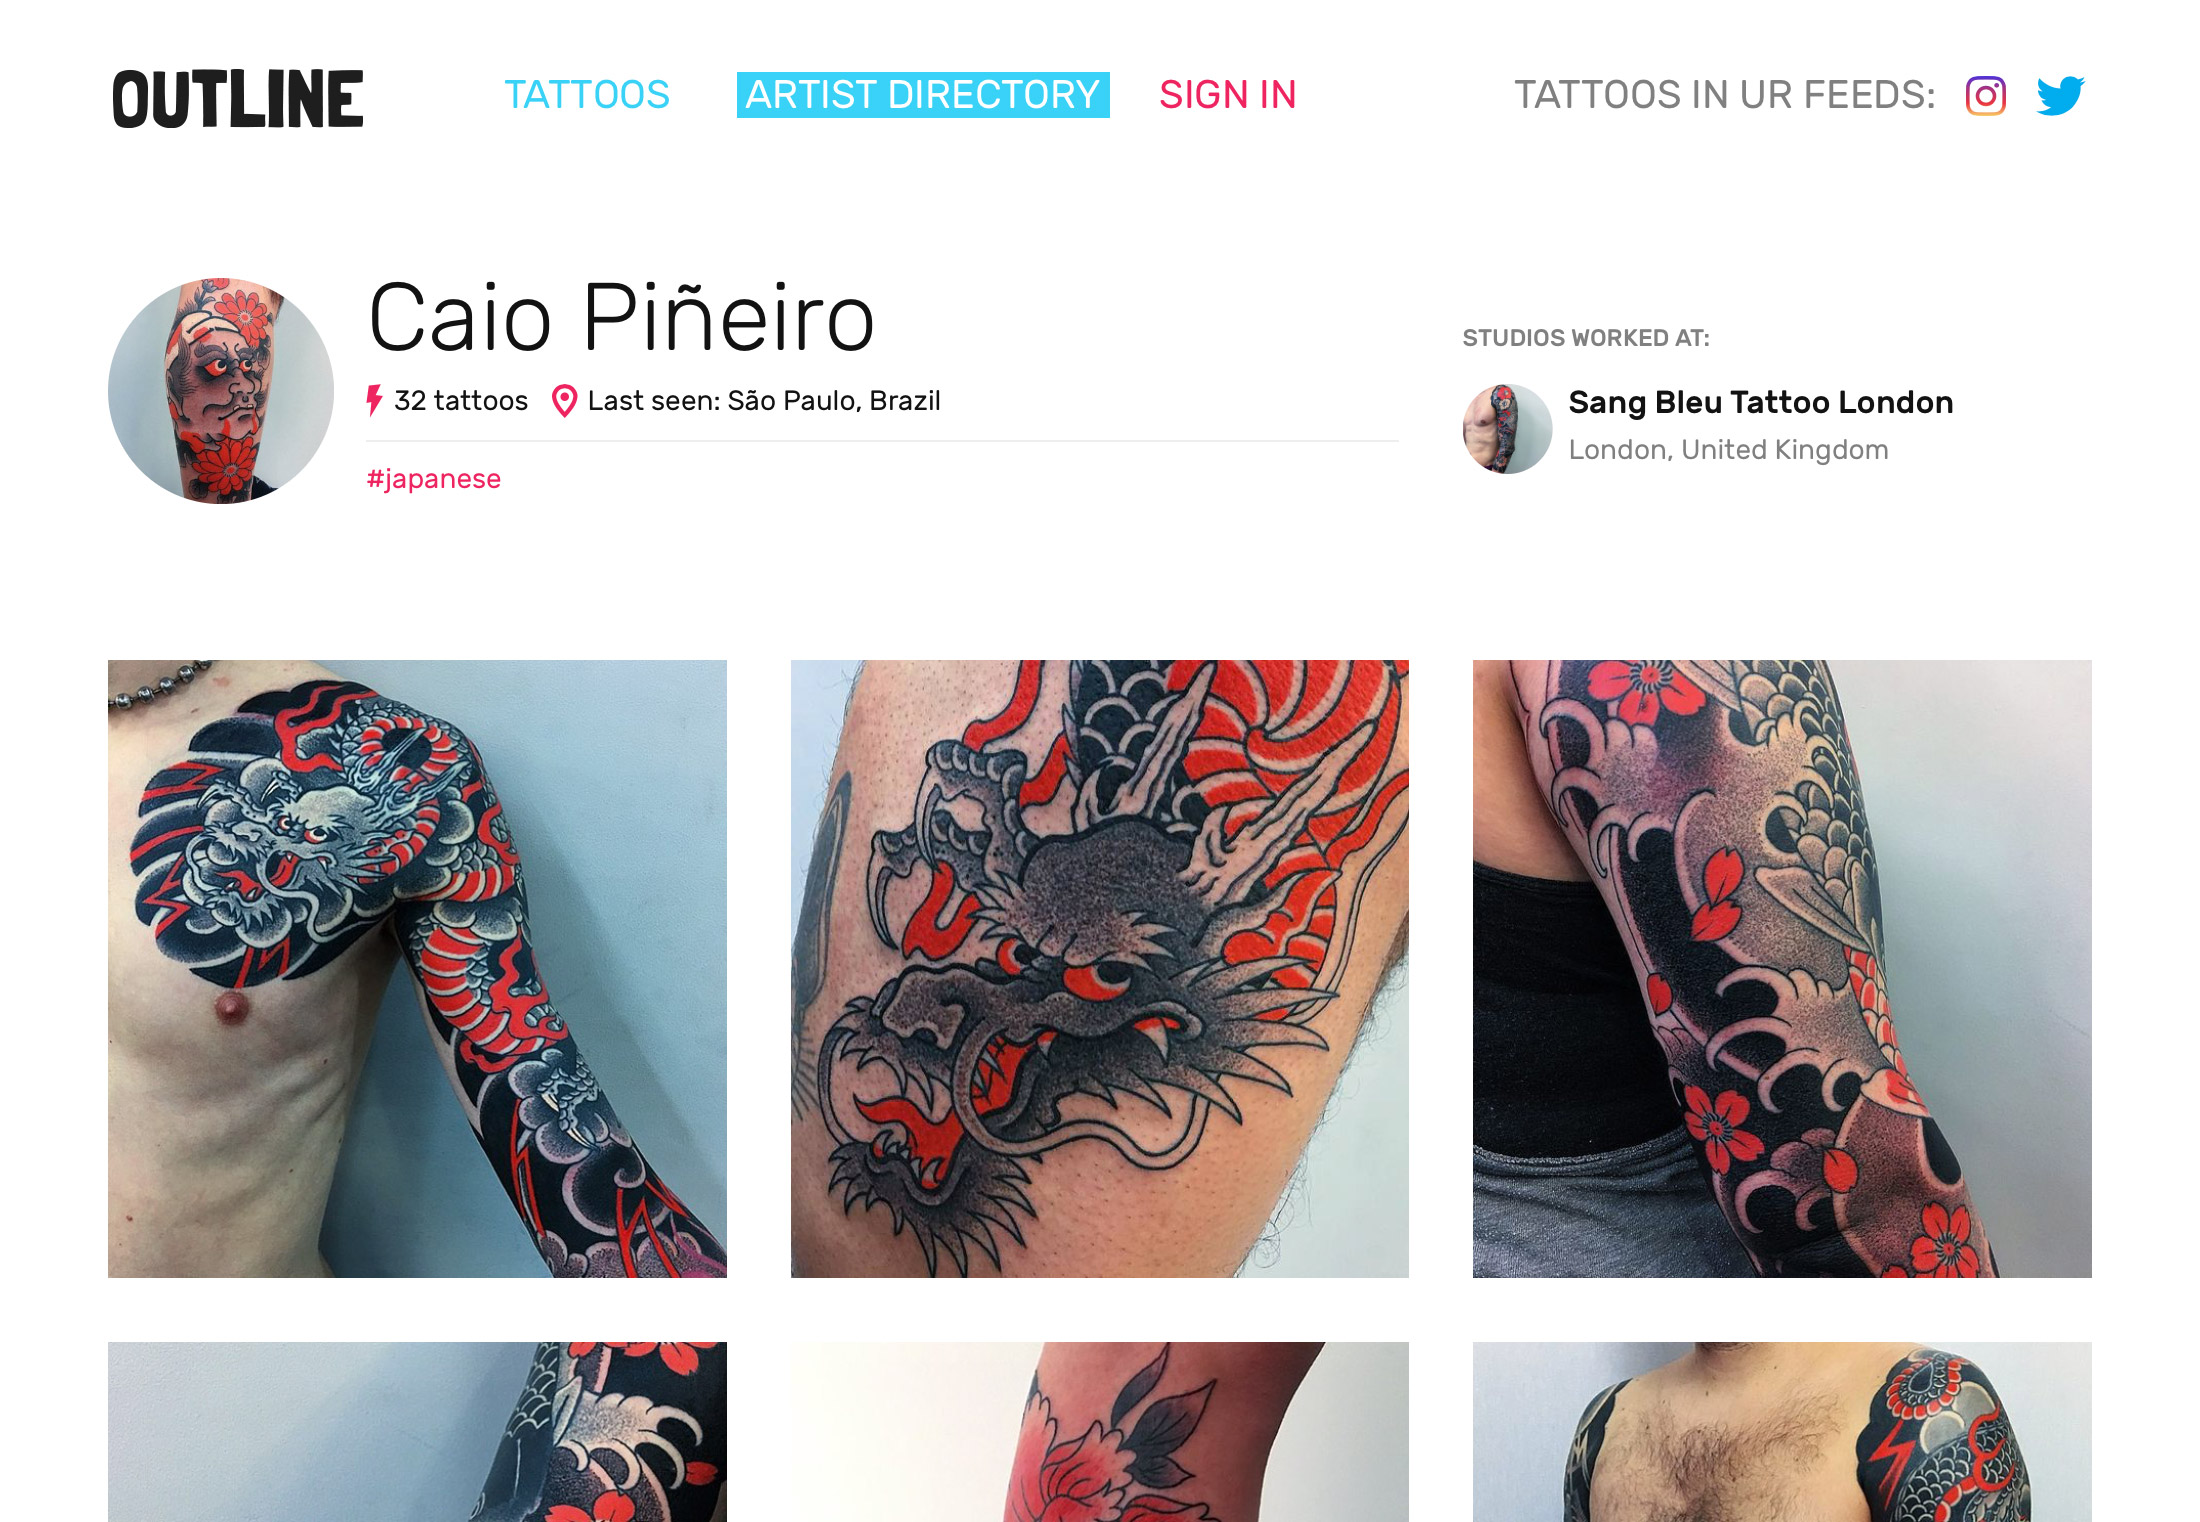 OUTLINE
TATTOOS
ARTIST DIRECTORY
SIGN IN
TATTOOS IN UR FEEDS:
Caio Piñeiro
32 tattoos
Last seen: São Paulo, Brazil
#japanese
STUDIOS WORKED AT:
Sang Bleu Tattoo London
London, United Kingdom